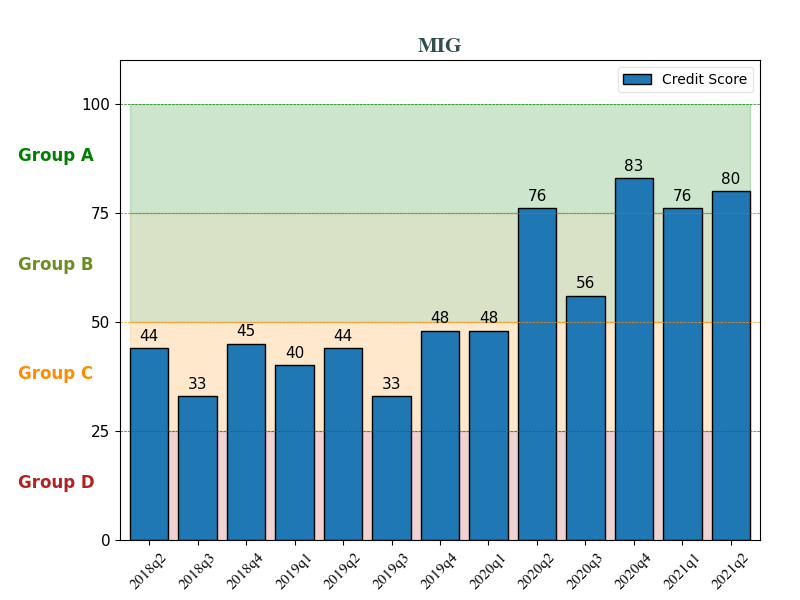 MIG
Credit Score
100
Group A
83
80
76
76
75
Group B
56
50
48
48
45
44
44
40
Group C
33
33
25
Group D
0
2018q2
2018q3
2018q4
2019q1
2019q2
2019q3
2019q4
2020q1
2020q2
2020q3
2020q4
2021q1
2021q2